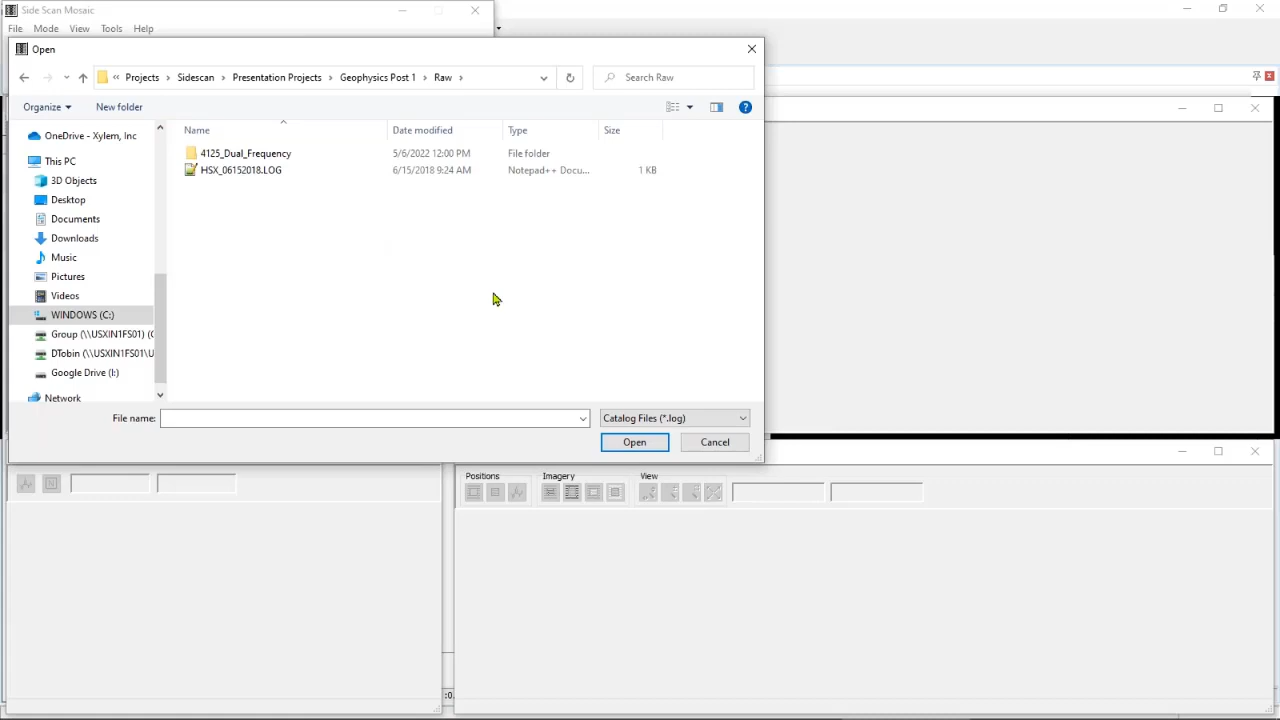 Side Scan Mosaic
File Mode View Tools Help
Open
« Projects › Sidescan › Presentation Projects › Geophysics Post 1 › Raw ›
Search Raw
Organize
New folder
Name Date modified Type Size
4125_Dual_Frequency 5/6/2022 12:00 PM File folder
HSX_06152018.LOG 6/15/2018 9:24 AM Notepad++ Docu... 1 KB
OneDrive - Xylem, Inc
This PC
3D Objects
Desktop
Documents
Downloads
Music
Pictures
Videos
WINDOWS (C:)
Group (\\USXIN1FS01) (
DTobin (\\USXIN1FS01\U
Google Drive (I:)
Network
File name:
Catalog Files (*.log)
Open Cancel
Positions Imagery View
:0.